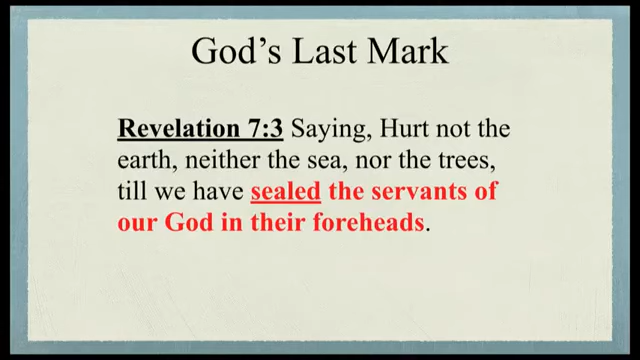 God’s Last Mark
Revelation 7:3 Saying, Hurt not the
earth, neither the sea, nor the trees,
till we have sealed the servants of
our God in their foreheads.